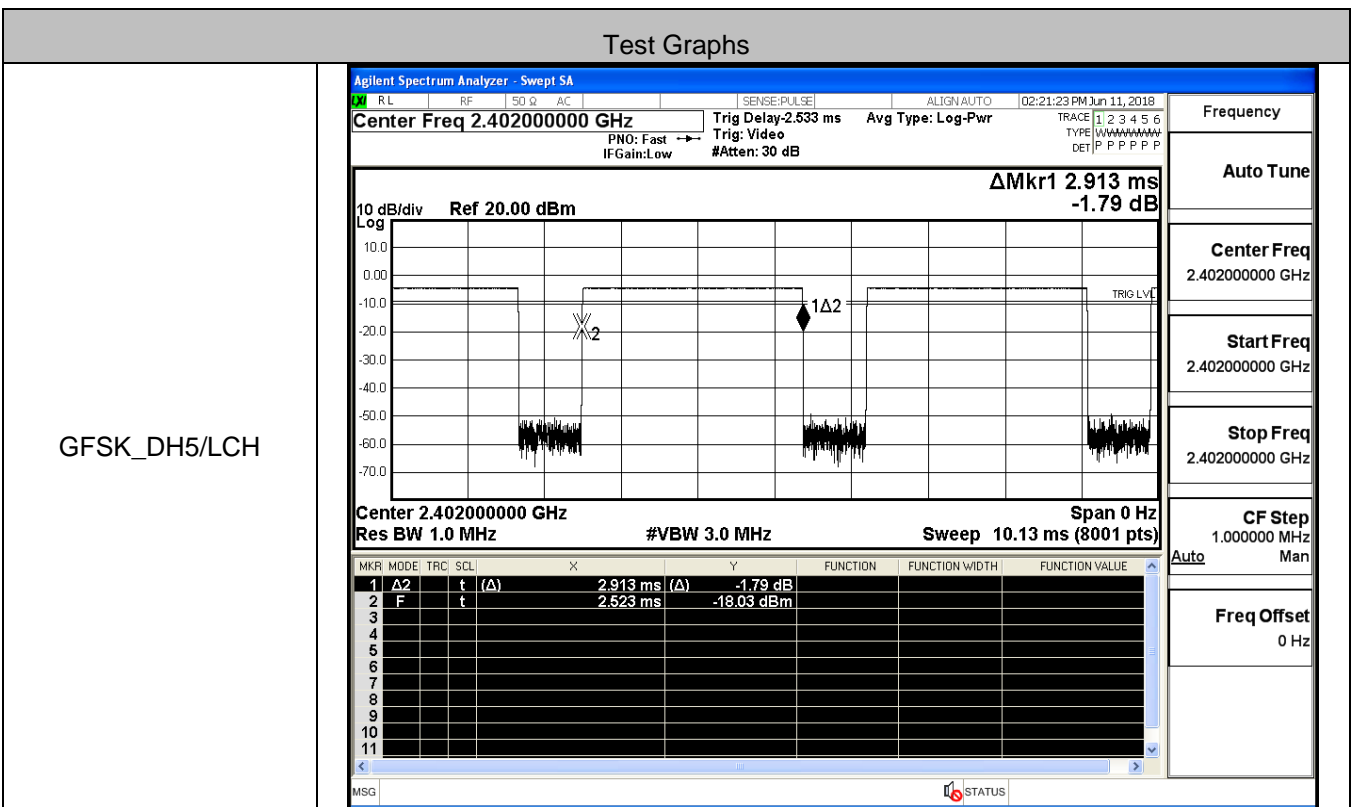 Test Graphs
GFSK_DH5/LCH
Agilent Spectrum Analyzer - Swept SA
LXI RL RF 50 Ω AC SENSE:PULSE ALIGN AUTO 02:21:23 PM Jun 11, 2018
Center Freq 2.402000000 GHz
PNO: Fast
IFGain:Low
Trig Delay-2.533 ms
Trig: Video
#Atten: 30 dB
Avg Type: Log-Pwr
TRACE 1 2 3 4 5 6
TYPE WWWWWW
DET P P P P P P
ΔMkr1 2.913 ms
-1.79 dB
10 dB/div Ref 20.00 dBm
Log
10.0
0.00
-10.0
-20.0
-30.0
-40.0
-50.0
-60.0
-70.0
TRIG LVL
1Δ2
2
Center 2.402000000 GHz Span 0 Hz
Res BW 1.0 MHz #VBW 3.0 MHz Sweep 10.13 ms (8001 pts)
MKR MODE TRC SCL X Y FUNCTION FUNCTION WIDTH FUNCTION VALUE
1 Δ2 t (Δ) 2.913 ms (Δ) -1.79 dB
2 F t 2.523 ms -18.03 dBm
3
4
5
6
7
8
9
10
11
MSG STATUS
Frequency
Auto Tune
Center Freq
2.402000000 GHz
Start Freq
2.402000000 GHz
Stop Freq
2.402000000 GHz
CF Step
1.000000 MHz
Auto Man
Freq Offset
0 Hz